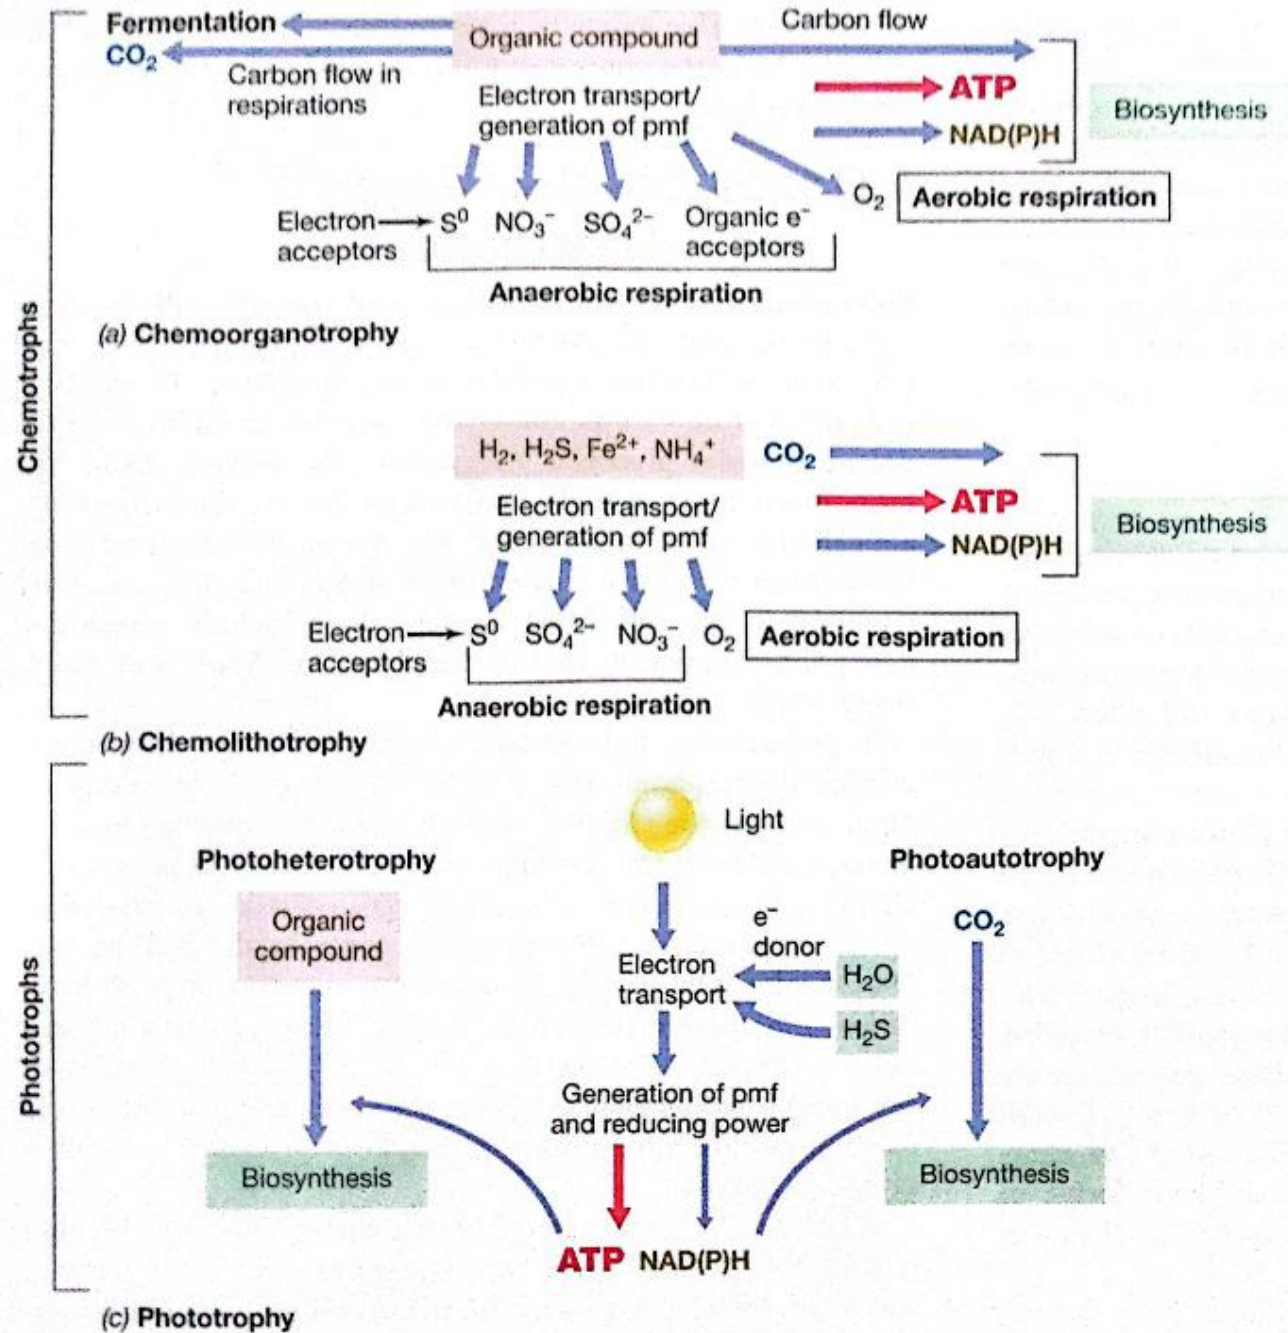 Fermentation
CO₂
Carbon flow in
respirations
Organic compound
Carbon flow
ATP
NAD(P)H
Biosynthesis
Electron transport/
generation of pmf
Electron
acceptors
S⁰
NO₃⁻
SO₄²⁻
Organic e⁻
acceptors
O₂
Aerobic respiration
Anaerobic respiration
(a) Chemoorganotrophy
Chemotrophs
H₂, H₂S, Fe²⁺, NH₄⁺
CO₂
ATP
NAD(P)H
Biosynthesis
Electron transport/
generation of pmf
Electron
acceptors
S⁰
SO₄²⁻
NO₃⁻
O₂
Aerobic respiration
Anaerobic respiration
(b) Chemolithotrophy
Light
Photoheterotrophy
Photoautotrophy
Organic
compound
e⁻
donor
CO₂
Electron
transport
H₂O
H₂S
Phototrophs
Generation of pmf
and reducing power
Biosynthesis
Biosynthesis
ATP
NAD(P)H
(c) Phototrophy